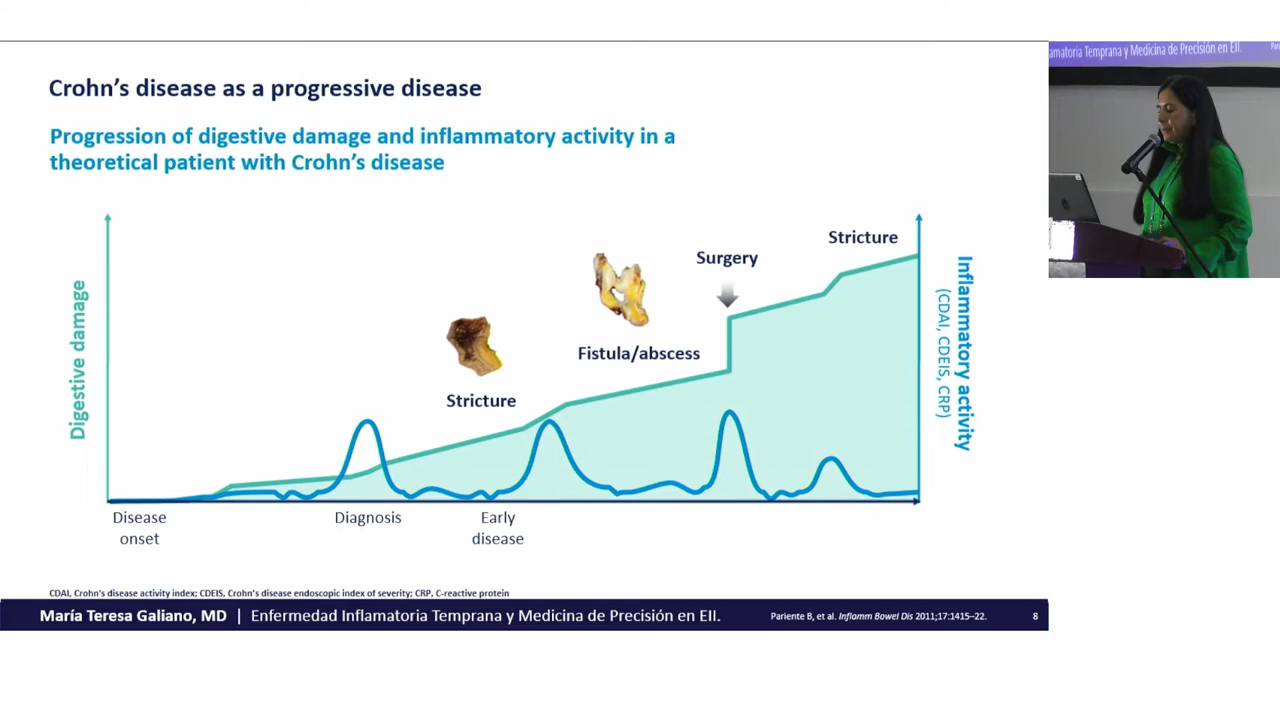 Crohn's disease as a progressive disease
Progression of digestive damage and inflammatory activity in a
theoretical patient with Crohn's disease
Digestive damage
Stricture
Fistula/abscess
Surgery
Stricture
Inflammatory activity
(CDAI, CDEIS, CRP)
Disease
onset
Diagnosis
Early
disease
CDAI, Crohn's disease activity index; CDEIS, Crohn's disease endoscopic index of severity; CRP, C-reactive protein
María Teresa Galiano, MD | Enfermedad Inflamatoria Temprana y Medicina de Precisión en EII.
Pariente B, et al. Inflamm Bowel Dis 2011;17:1415–22.
8
Temprana y Medicina de Precisión en EII.